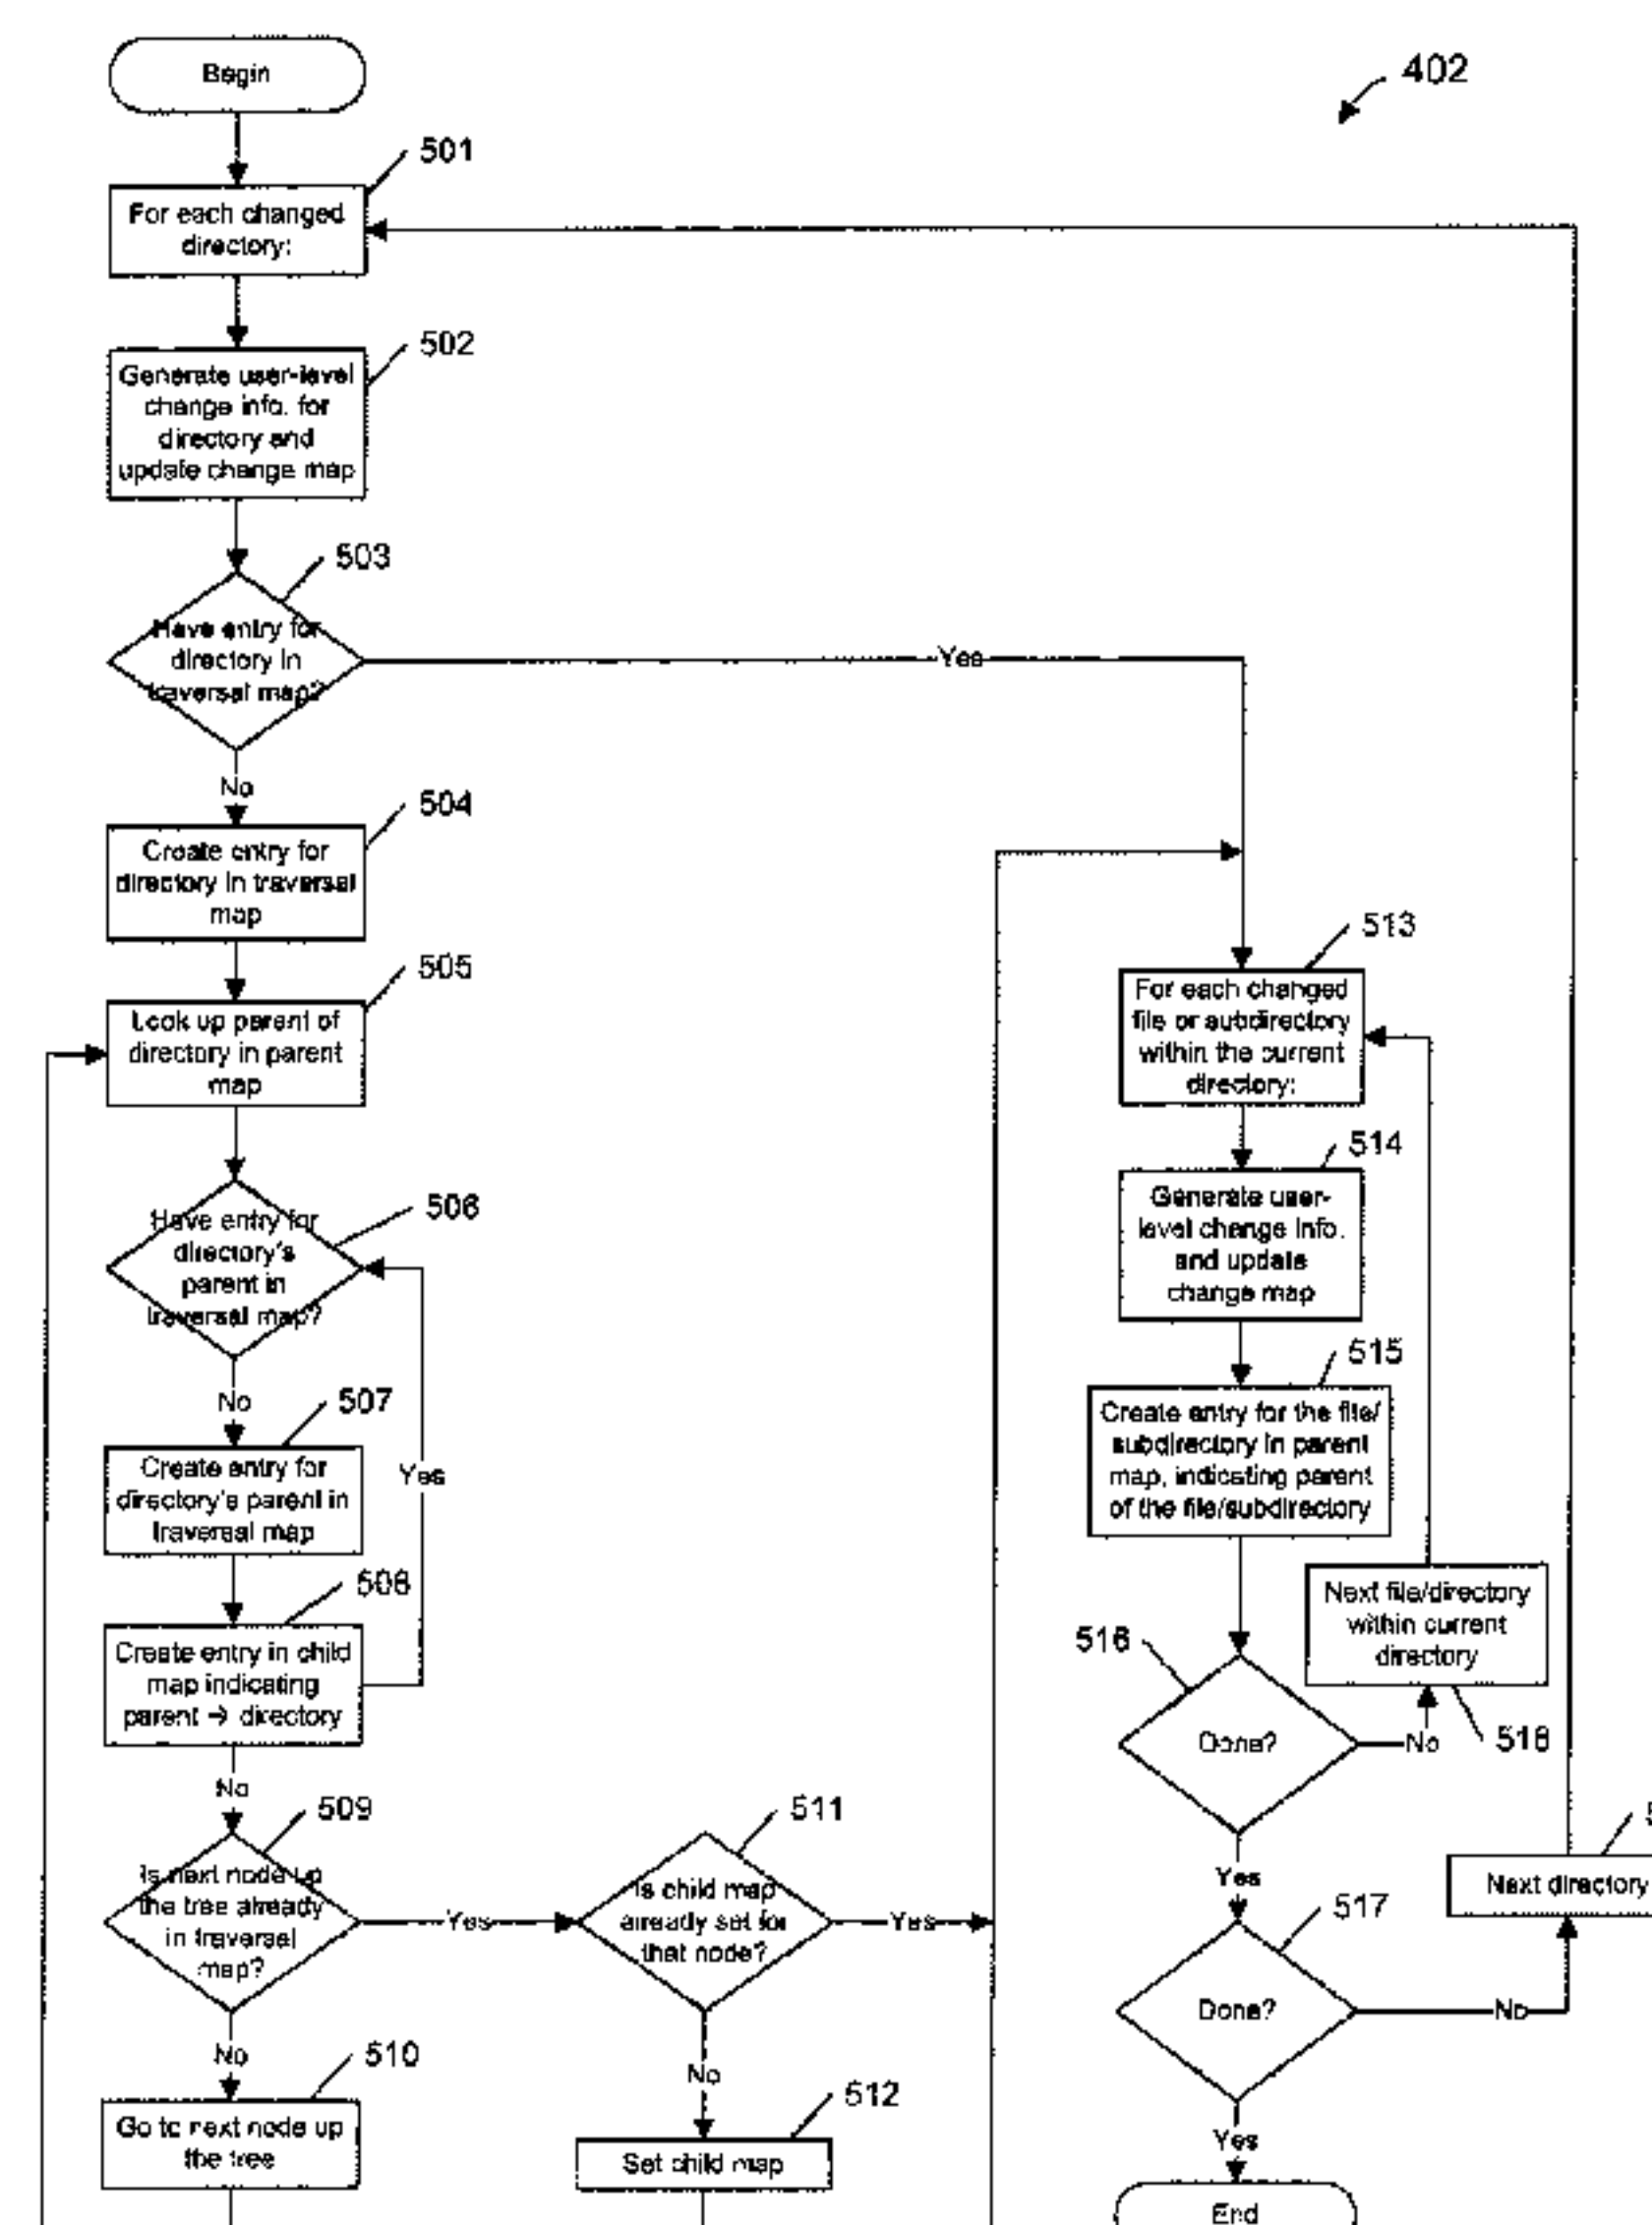 Begin
402
501
For each changed
directory:
502
Generate user-level
change info. for
directory and
update change map
503
Have entry for
directory in
traversal map?
Yes
No
504
Create entry for
directory in traversal
map
505
Look up parent of
directory in parent
map
506
Have entry for
directory's
parent in
traversal map?
No
507
Create entry for
directory's parent in
traversal map
Yes
508
Create entry in child
map indicating
parent → directory
No
509
Is next node up
the tree already
in traversal
map?
Yes
No
510
Go to next node up
the tree
511
Is child map
already set for
that node?
Yes
No
512
Set child map
513
For each changed
file or subdirectory
within the current
directory:
514
Generate user-
level change info.
and update
change map
515
Create entry for the file/
subdirectory in parent
map, indicating parent
of the file/subdirectory
516
Done?
No
518
Next file/directory
within current
directory
Yes
517
Done?
No
Next directory
Yes
End